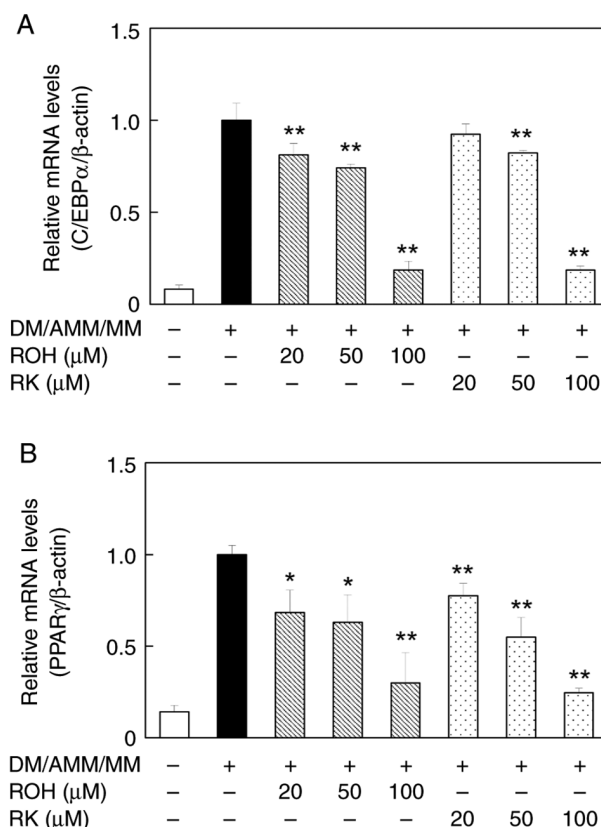 A
Relative mRNA levels
(C/EBPα/β-actin)
1.5
1.0
0.5
0
** ** ** ** **
DM/AMM/MM – + + + + + + +
ROH (μM) – – 20 50 100 – – –
RK (μM) – – – – – 20 50 100
B
Relative mRNA levels
(PPARγ/β-actin)
1.5
1.0
0.5
0
* * ** ** ** **
DM/AMM/MM – + + + + + + +
ROH (μM) – – 20 50 100 – – –
RK (μM) – – – – – 20 50 100